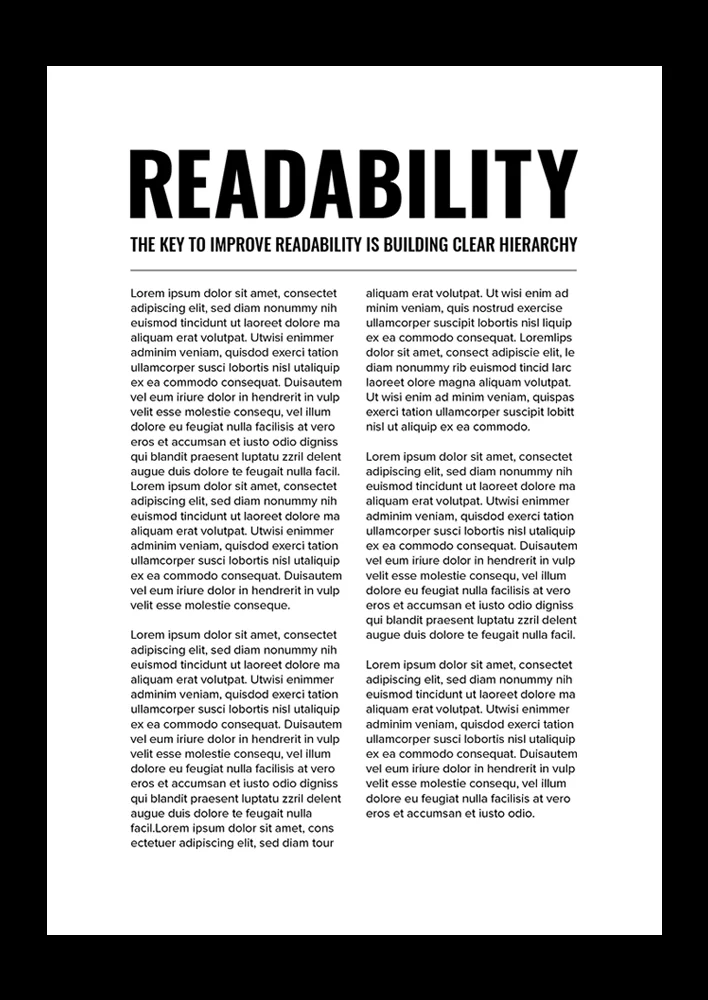 READABILITY
THE KEY TO IMPROVE READABILITY IS BUILDING CLEAR HIERARCHY
Lorem ipsum dolor sit amet, consectet
adipiscing elit, sed diam nonummy nih
euismod tincidunt ut laoreet dolore ma
aliquam erat volutpat. Utwisi enimmer
adminim veniam, quisdod exerci tation
ullamcorper susci lobortis nisl utaliquip
ex ea commodo consequat. Duisautem
vel eum iriure dolor in hendrerit in vulp
velit esse molestie consequ, vel illum
dolore eu feugiat nulla facilisis at vero
eros et accumsan et iusto odio digniss
qui blandit praesent luptatu zzril delent
augue duis dolore te feugait nulla facil.
Lorem ipsum dolor sit amet, consectet
adipiscing elit, sed diam nonummy nih
euismod tincidunt ut laoreet dolore ma
aliquam erat volutpat. Utwisi enimmer
adminim veniam, quisdod exerci tation
ullamcorper susci lobortis nisl utaliquip
ex ea commodo consequat. Duisautem
vel eum iriure dolor in hendrerit in vulp
velit esse molestie conseque.
Lorem ipsum dolor sit amet, consectet
adipiscing elit, sed diam nonummy nih
euismod tincidunt ut laoreet dolore ma
aliquam erat volutpat. Utwisi enimmer
adminim veniam, quisdod exerci tation
ullamcorper susci lobortis nisl utaliquip
ex ea commodo consequat. Duisautem
vel eum iriure dolor in hendrerit in vulp
velit esse molestie consequ, vel illum
dolore eu feugiat nulla facilisis at vero
eros et accumsan et iusto odio digniss
qui blandit praesent luptatu zzril delent
augue duis dolore te feugait nulla
facil.Lorem ipsum dolor sit amet, cons
ectetuer adipiscing elit, sed diam tour
aliquam erat volutpat. Ut wisi enim ad
minim veniam, quis nostrud exercise
ullamcorper suscipit lobortis nisl liquip
ex ea commodo consequat. Loremlips
dolor sit amet, consect adipiscie elit, le
diam nonummy rib euismod tincid larc
laoreet olore magna aliquam volutpat.
Ut wisi enim ad minim veniam, quispas
exerci tation ullamcorper suscipit lobitt
nisl ut aliquip ex ea commodo.
Lorem ipsum dolor sit amet, consectet
adipiscing elit, sed diam nonummy nih
euismod tincidunt ut laoreet dolore ma
aliquam erat volutpat. Utwisi enimmer
adminim veniam, quisdod exerci tation
ullamcorper susci lobortis nisl utaliquip
ex ea commodo consequat. Duisautem
vel eum iriure dolor in hendrerit in vulp
velit esse molestie consequ, vel illum
dolore eu feugiat nulla facilisis at vero
eros et accumsan et iusto odio digniss
qui blandit praesent luptatu zzril delent
augue duis dolore te feugait nulla facil.
Lorem ipsum dolor sit amet, consectet
adipiscing elit, sed diam nonummy nih
euismod tincidunt ut laoreet dolore ma
aliquam erat volutpat. Utwisi enimmer
adminim veniam, quisdod exerci tation
ullamcorper susci lobortis nisl utaliquip
ex ea commodo consequat. Duisautem
vel eum iriure dolor in hendrerit in vulp
velit esse molestie consequ, vel illum
dolore eu feugiat nulla facilisis at vero
eros et accumsan et iusto odio.